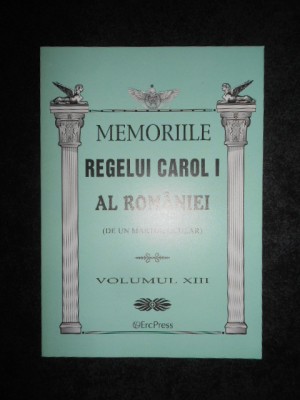 MEMORIILE
REGELUI CAROL I
AL ROMÂNIEI
(DE UN MARTOR OCULAR)
VOLUMUL XIII
ErcPress